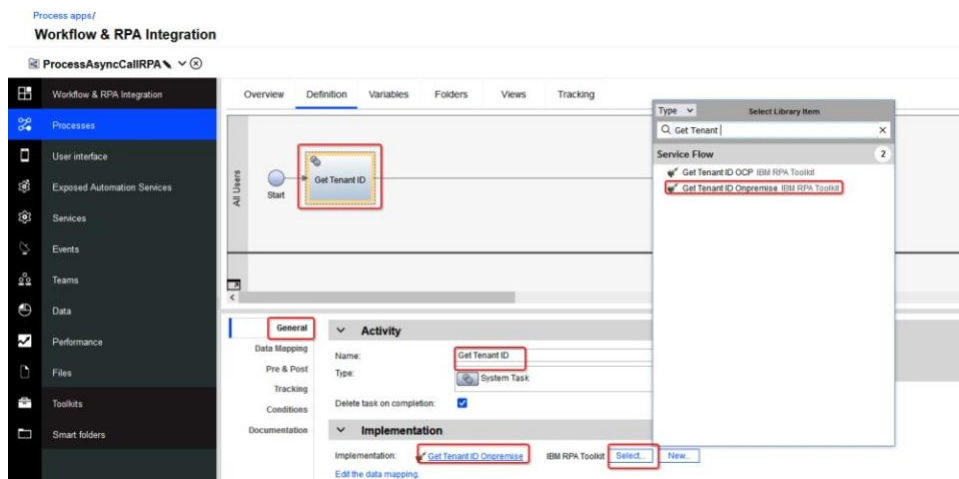 Process apps/
Workflow & RPA Integration
ProcessAsyncCallRPA
Workflow & RPA Integration
Processes
User interface
Exposed Automation Services
Services
Events
Teams
Data
Performance
Files
Toolkits
Smart folders
Overview Definition Variables Folders Views Tracking
All Users
Start
Get Tenant ID
Type Select Library Item
Get Tenant
Service Flow 2
Get Tenant ID OCP IBM RPA Toolkit
Get Tenant ID Onpremise IBM RPA Toolkit
General
Data Mapping
Pre & Post
Tracking
Conditions
Documentation
Activity
Name: Get Tenant ID
Type: System Task
Delete task on completion:
Implementation
Implementation: Get Tenant ID Onpremise IBM RPA Toolkit Select... New...
Edit the data mapping.